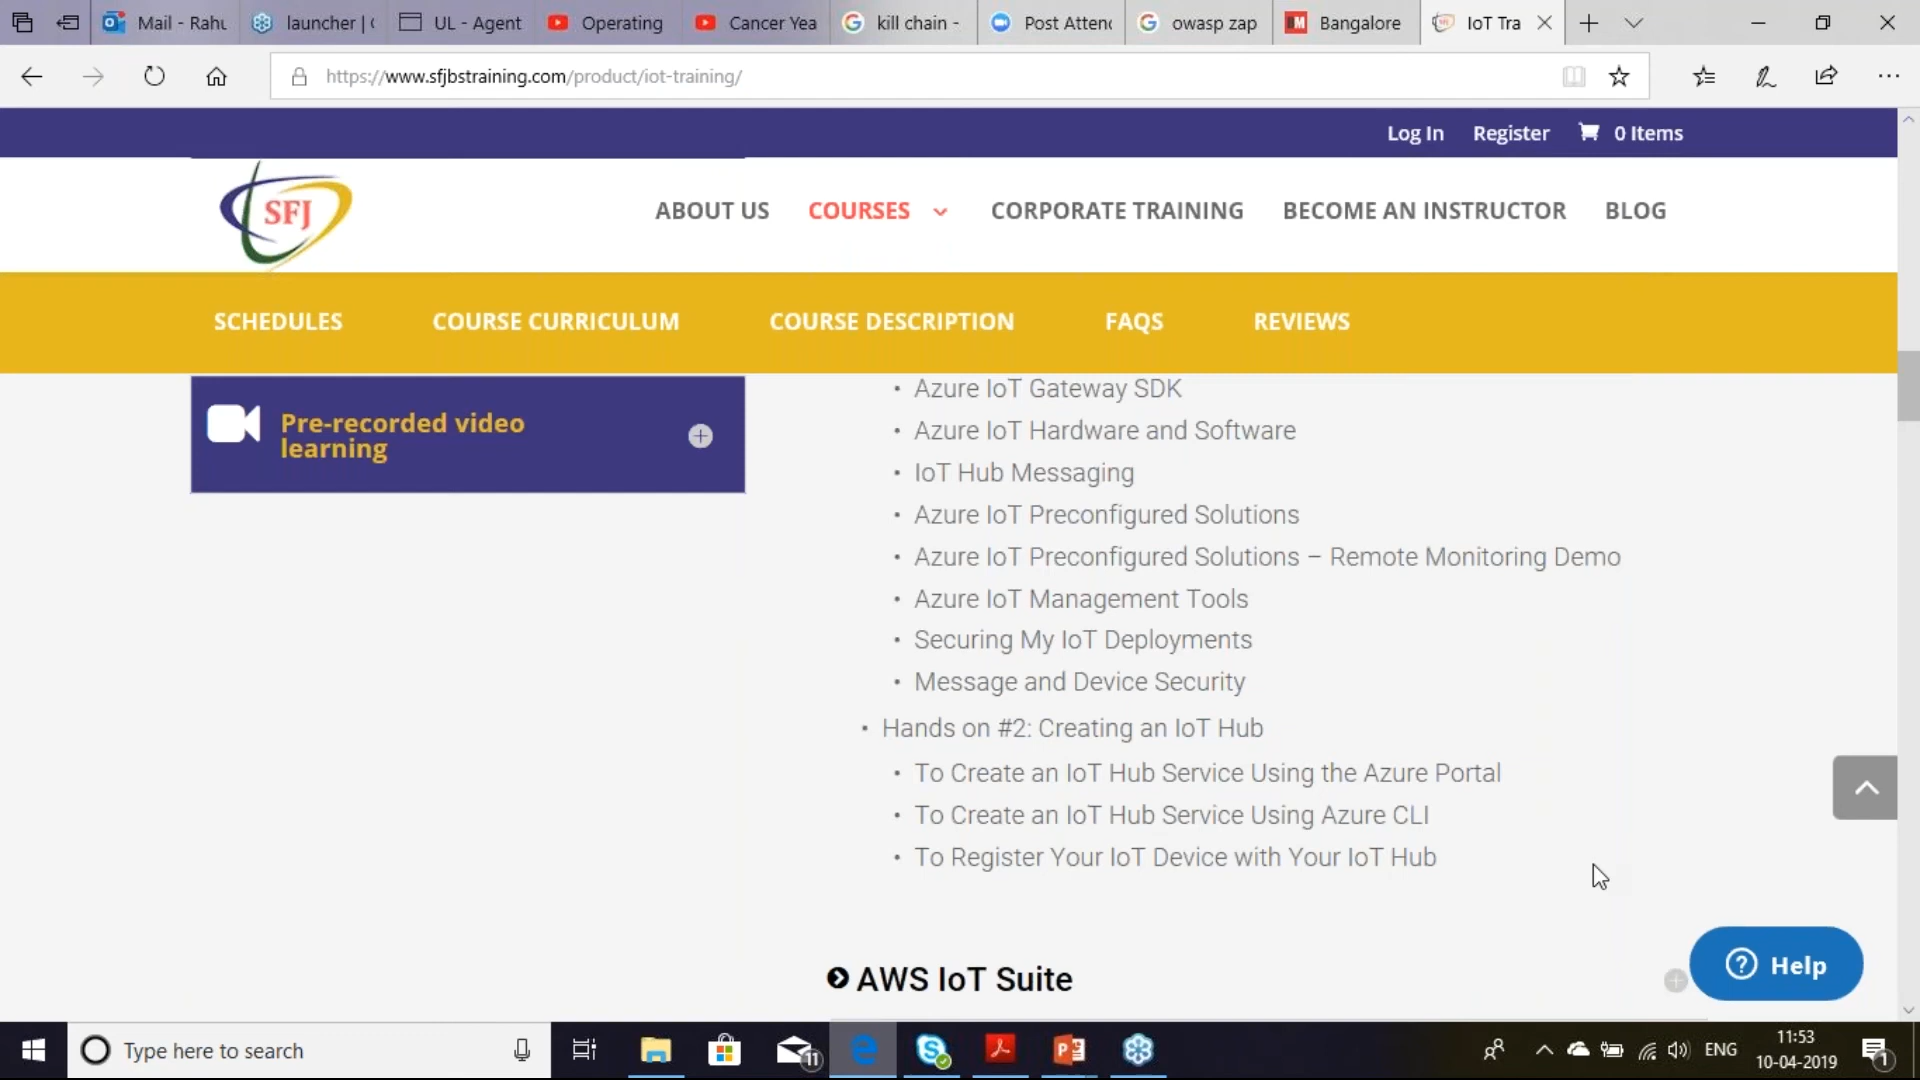 Mail - Rahu
launcher | (
UL - Agent
Operating
Cancer Yea
kill chain -
Post Attend
owasp zap
BM
Bangalore
IoT Tra
https://www.sfjbstraining.com/product/iot-training/
Log In
Register
0 Items
SFJ
ABOUT US
COURSES
CORPORATE TRAINING
BECOME AN INSTRUCTOR
BLOG
SCHEDULES
COURSE CURRICULUM
COURSE DESCRIPTION
FAQS
REVIEWS
Pre-recorded video
learning
• Azure IoT Gateway SDK
• Azure IoT Hardware and Software
• IoT Hub Messaging
• Azure IoT Preconfigured Solutions
• Azure IoT Preconfigured Solutions – Remote Monitoring Demo
• Azure IoT Management Tools
• Securing My IoT Deployments
• Message and Device Security
• Hands on #2: Creating an IoT Hub
• To Create an IoT Hub Service Using the Azure Portal
• To Create an IoT Hub Service Using Azure CLI
• To Register Your IoT Device with Your IoT Hub
AWS IoT Suite
Help
Type here to search
11
ENG
11:53
10-04-2019
1